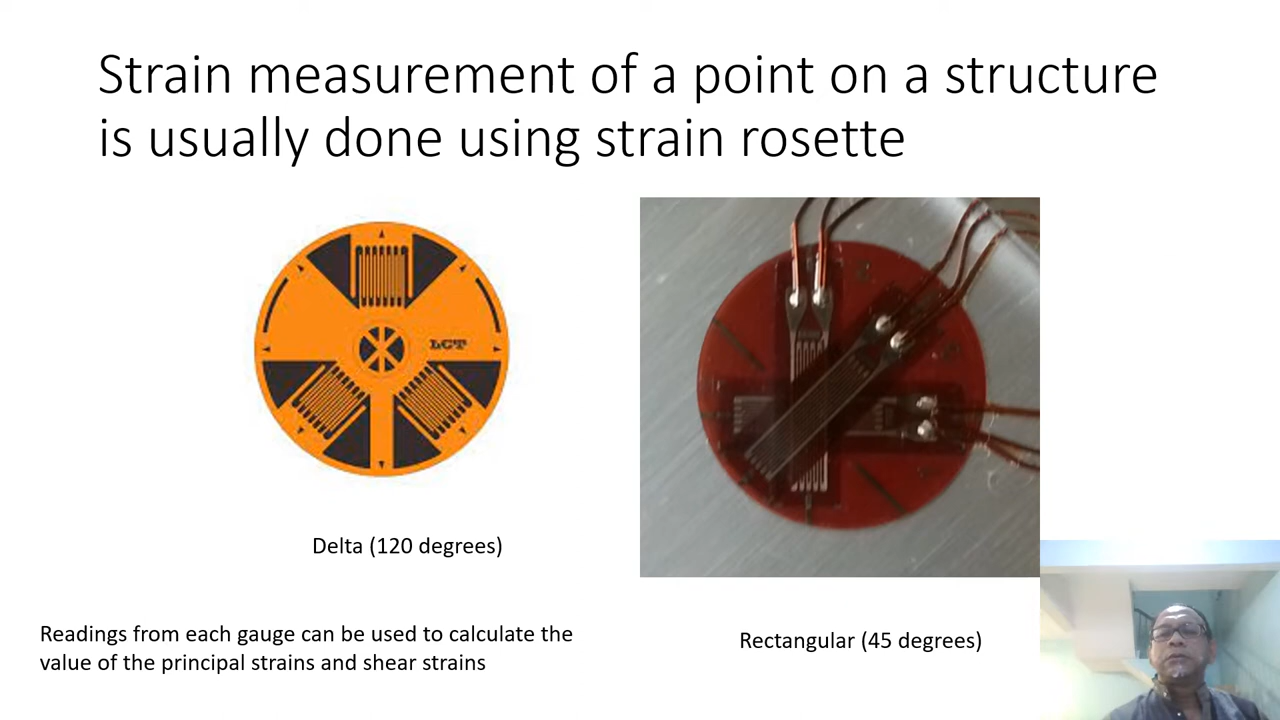 Strain measurement of a point on a structure
is usually done using strain rosette
LCT
Delta (120 degrees)
Readings from each gauge can be used to calculate the
value of the principal strains and shear strains
Rectangular (45 degrees)